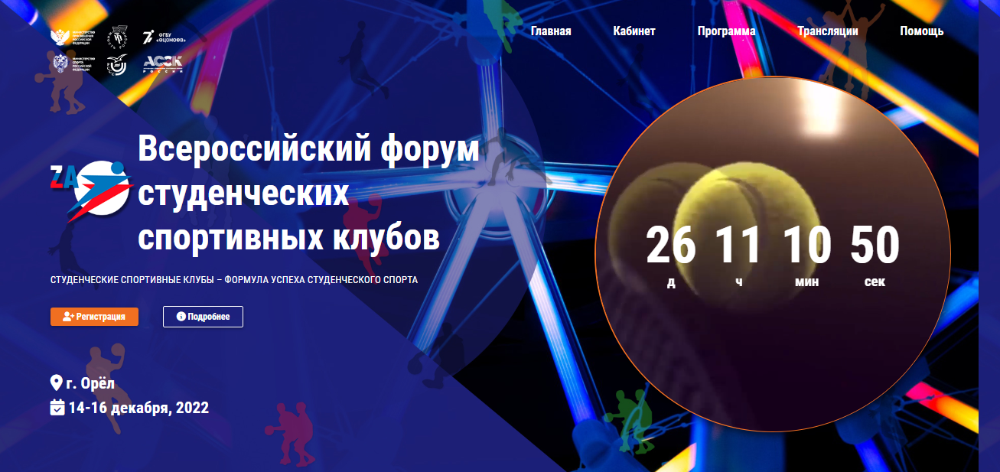 МИНИСТЕРСТВО
ПРОСВЕЩЕНИЯ
РОССИЙСКОЙ
ФЕДЕРАЦИИ
ФГБУ
«ФЦОМОФВ»
МИНИСТЕРСТВО
СПОРТА
РОССИЙСКОЙ
ФЕДЕРАЦИИ
АССК
РОССИИ
Главная Кабинет Программа Трансляции Помощь
ZA
Всероссийский форум
студенческих
спортивных клубов
СТУДЕНЧЕСКИЕ СПОРТИВНЫЕ КЛУБЫ – ФОРМУЛА УСПЕХА СТУДЕНЧЕСКОГО СПОРТА
Регистрация Подробнее
г. Орёл
14-16 декабря, 2022
26 11 10 50
д ч мин сек